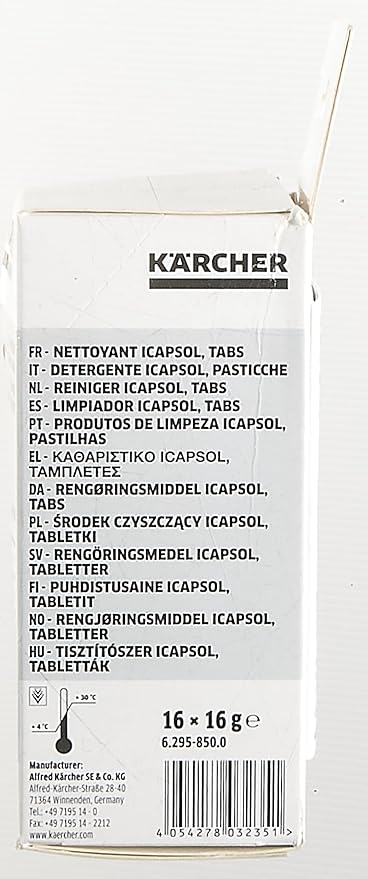 KÄRCHER
FR- NETTOYANT ICAPSOL, TABS
IT- DETERGENTE ICAPSOL, PASTICCHE
NL- REINIGER ICAPSOL, TABS
ES- LIMPIADOR ICAPSOL, TABS
PT- PRODUTOS DE LIMPEZA ICAPSOL,
PASTILHAS
EL- ΚΑΘΑΡΙΣΤΙΚΟ ICAPSOL,
ΤΑΜΠΛΕΤΕΣ
DA- RENGØRINGSMIDDEL ICAPSOL,
TABS
PL- ŚRODEK CZYSZCZĄCY ICAPSOL,
TABLETKI
SV- RENGÖRINGSMEDEL ICAPSOL,
TABLETTER
FI- PUHDISTUSAINE ICAPSOL,
TABLETIT
NO- RENGJØRINGSMIDDEL ICAPSOL,
TABLETTER
HU- TISZTÍTÓSZER ICAPSOL,
TABLETTÁK
+ 30 °C
+ 4 °C
16 × 16 g ℮
6.295-850.0
Manufacturer:
Alfred Kärcher SE & Co. KG
Alfred-Kärcher-Straße 28-40
71364 Winnenden, Germany
Tel.: +49 7195 14 - 0
Fax: +49 7195 14 - 2212
www.kaercher.com
4 054278 032351 >